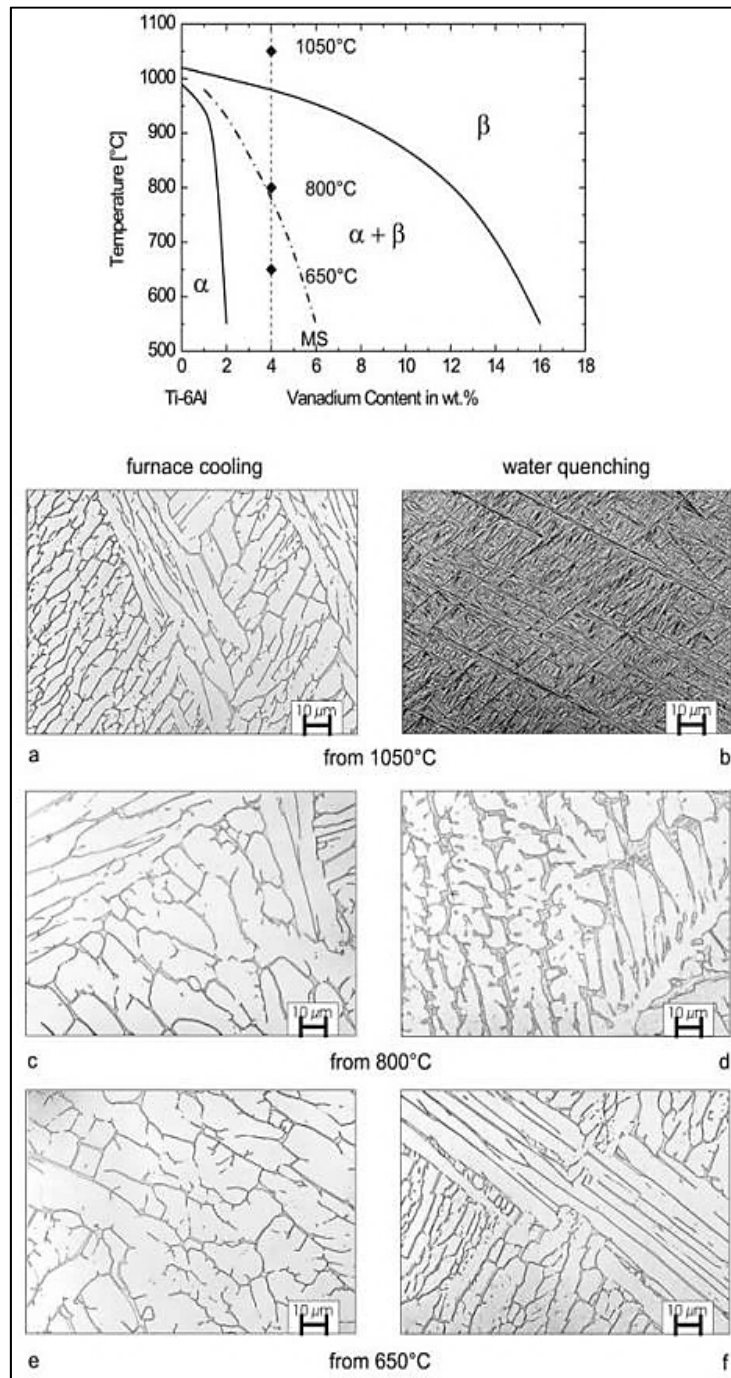 1100
1050°C
1000
β
900
Temperature [°C]
800
800°C
α + β
700
650°C
α
600
MS
500
0 2 4 6 8 10 12 14 16 18
Ti-6Al Vanadium Content in wt.%
furnace cooling water quenching
10 µm 10 µm
a from 1050°C b
10 µm 10 µm
c from 800°C d
10 µm 10 µm
e from 650°C f